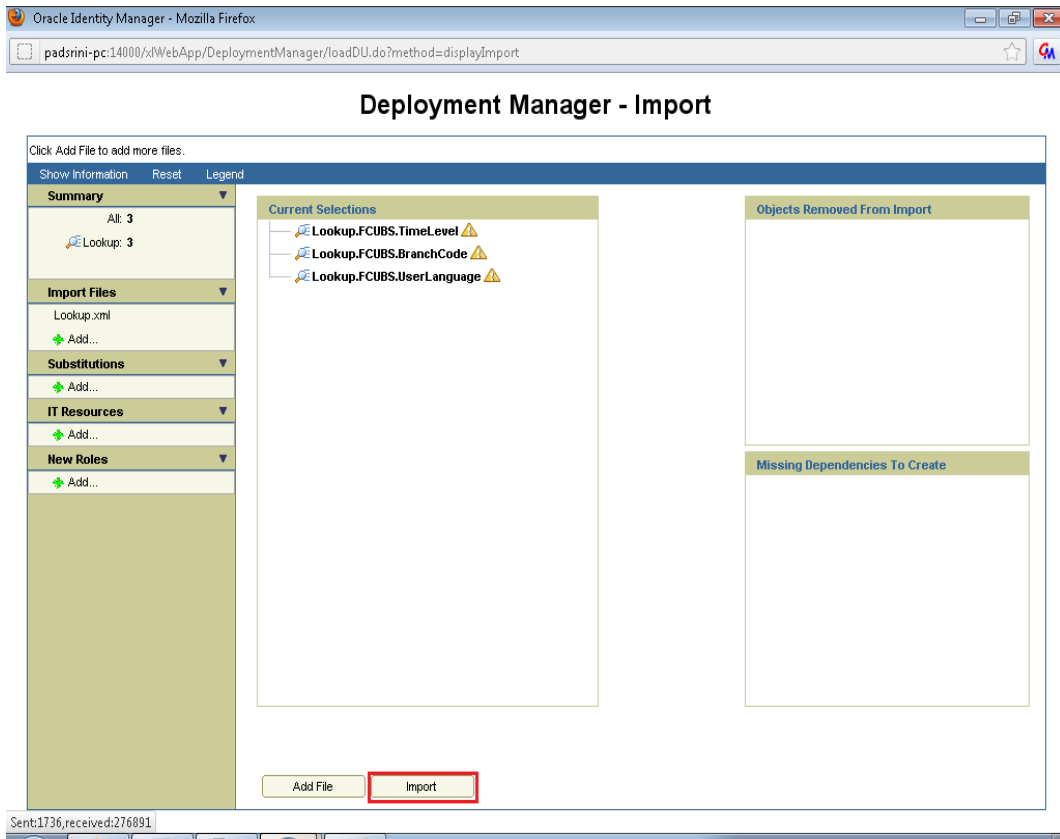 Oracle Identity Manager - Mozilla Firefox
padsrini-pc:14000/xlWebApp/DeploymentManager/loadDU.do?method=displayImport
Deployment Manager - Import
Click Add File to add more files.
Show Information Reset Legend
Summary
All: 3
Lookup: 3
Import Files
Lookup.xml
Add...
Substitutions
Add...
IT Resources
Add...
New Roles
Add...
Current Selections
Lookup.FCUBS.TimeLevel
Lookup.FCUBS.BranchCode
Lookup.FCUBS.UserLanguage
Objects Removed From Import
Missing Dependencies To Create
Add File
Import
Sent:1736,received:276891